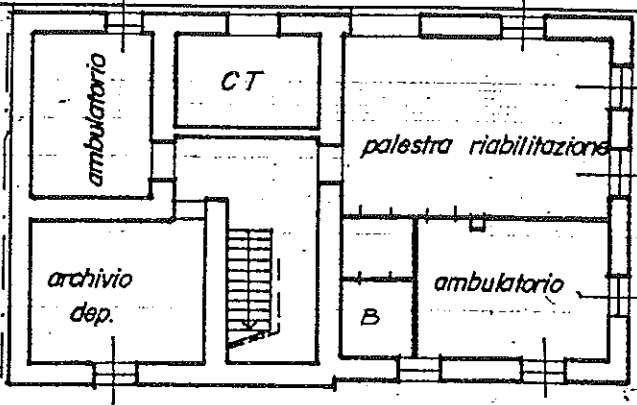 ambulatorio
CT
palestra riabilitazione
archivio
dep.
ambulatorio
B